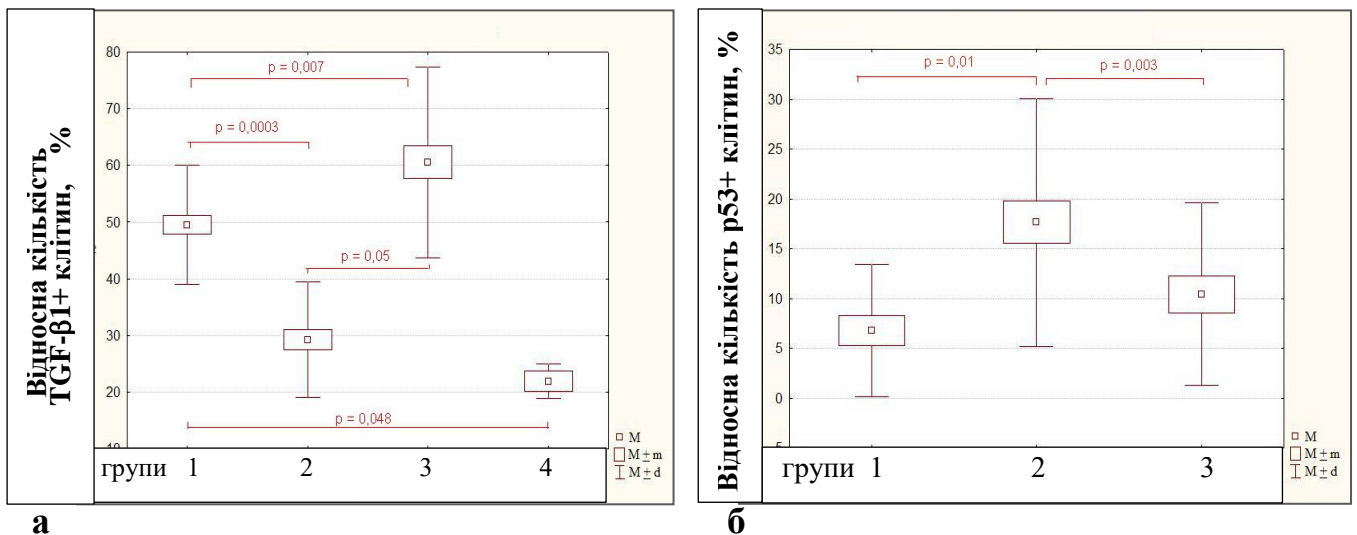 Відносна кількість
TGF-β1+ клітин, %
80
70
60
50
40
30
20
10
p = 0,007
p = 0,0003
p = 0,05
p = 0,048
групи 1 2 3 4
M
M±m
M±d
а
Відносна кількість p53+ клітин, %
35
30
25
20
15
10
5
0
-5
p = 0,01
p = 0,003
групи 1 2 3
M
M±m
M±d
б